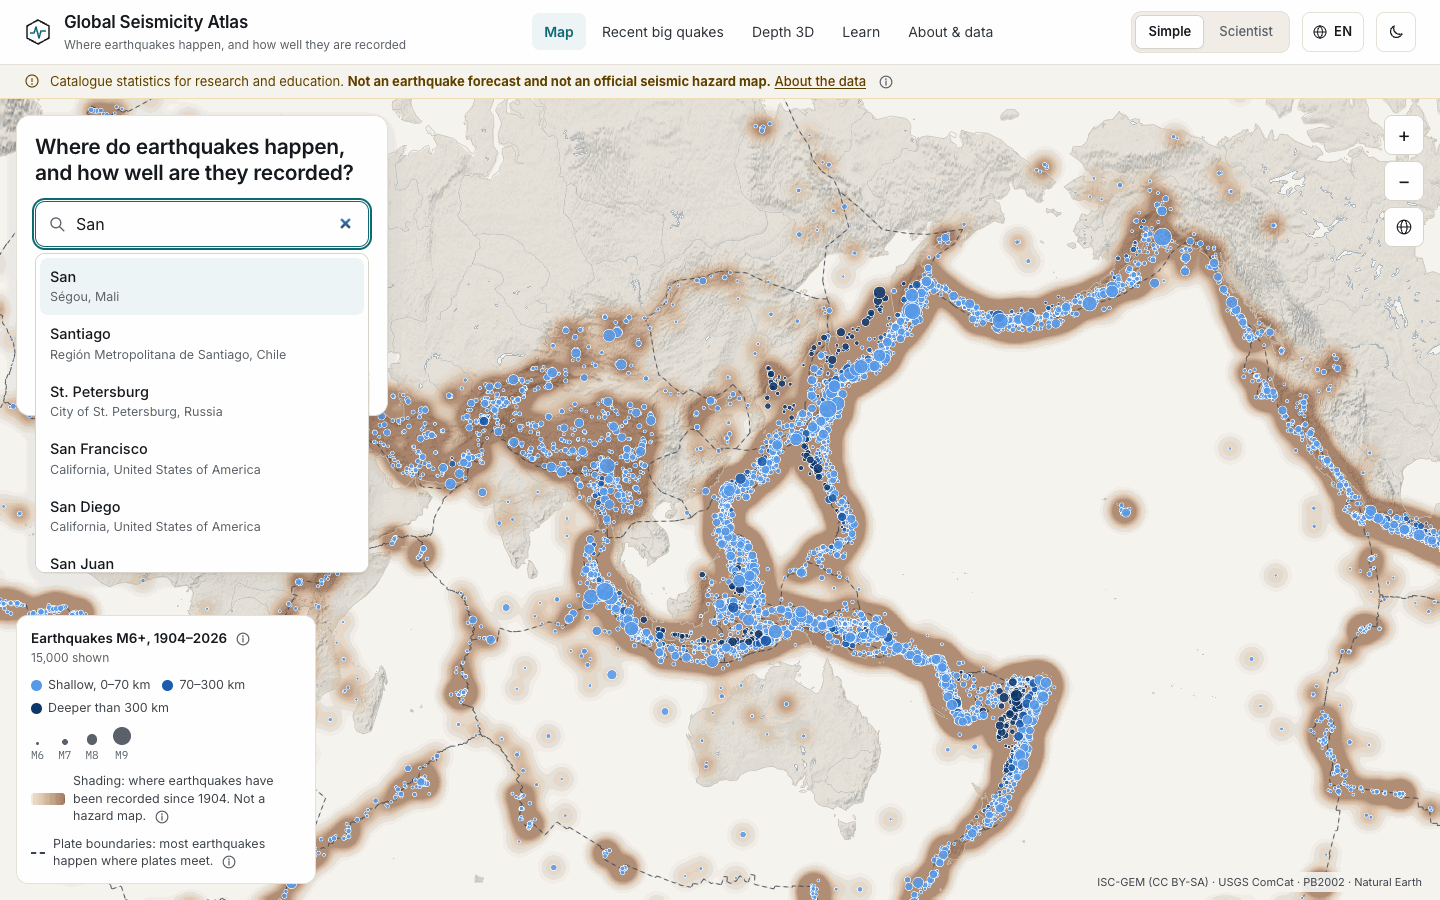 Global Seismicity Atlas
Where earthquakes happen, and how well they are recorded
Map
Recent big quakes
Depth 3D
Learn
About & data
Simple
Scientist
EN
Catalogue statistics for research and education. Not an earthquake forecast and not an official seismic hazard map. About the data
Where do earthquakes happen,
and how well are they recorded?
San
San
Ségou, Mali
Santiago
Región Metropolitana de Santiago, Chile
St. Petersburg
City of St. Petersburg, Russia
San Francisco
California, United States of America
San Diego
California, United States of America
San Juan
Earthquakes M6+, 1904–2026
15,000 shown
Shallow, 0–70 km
70–300 km
Deeper than 300 km
M6 M7 M8 M9
Shading: where earthquakes have
been recorded since 1904. Not a
hazard map.
Plate boundaries: most earthquakes
happen where plates meet.
ISC-GEM (CC BY-SA) · USGS ComCat · PB2002 · Natural Earth